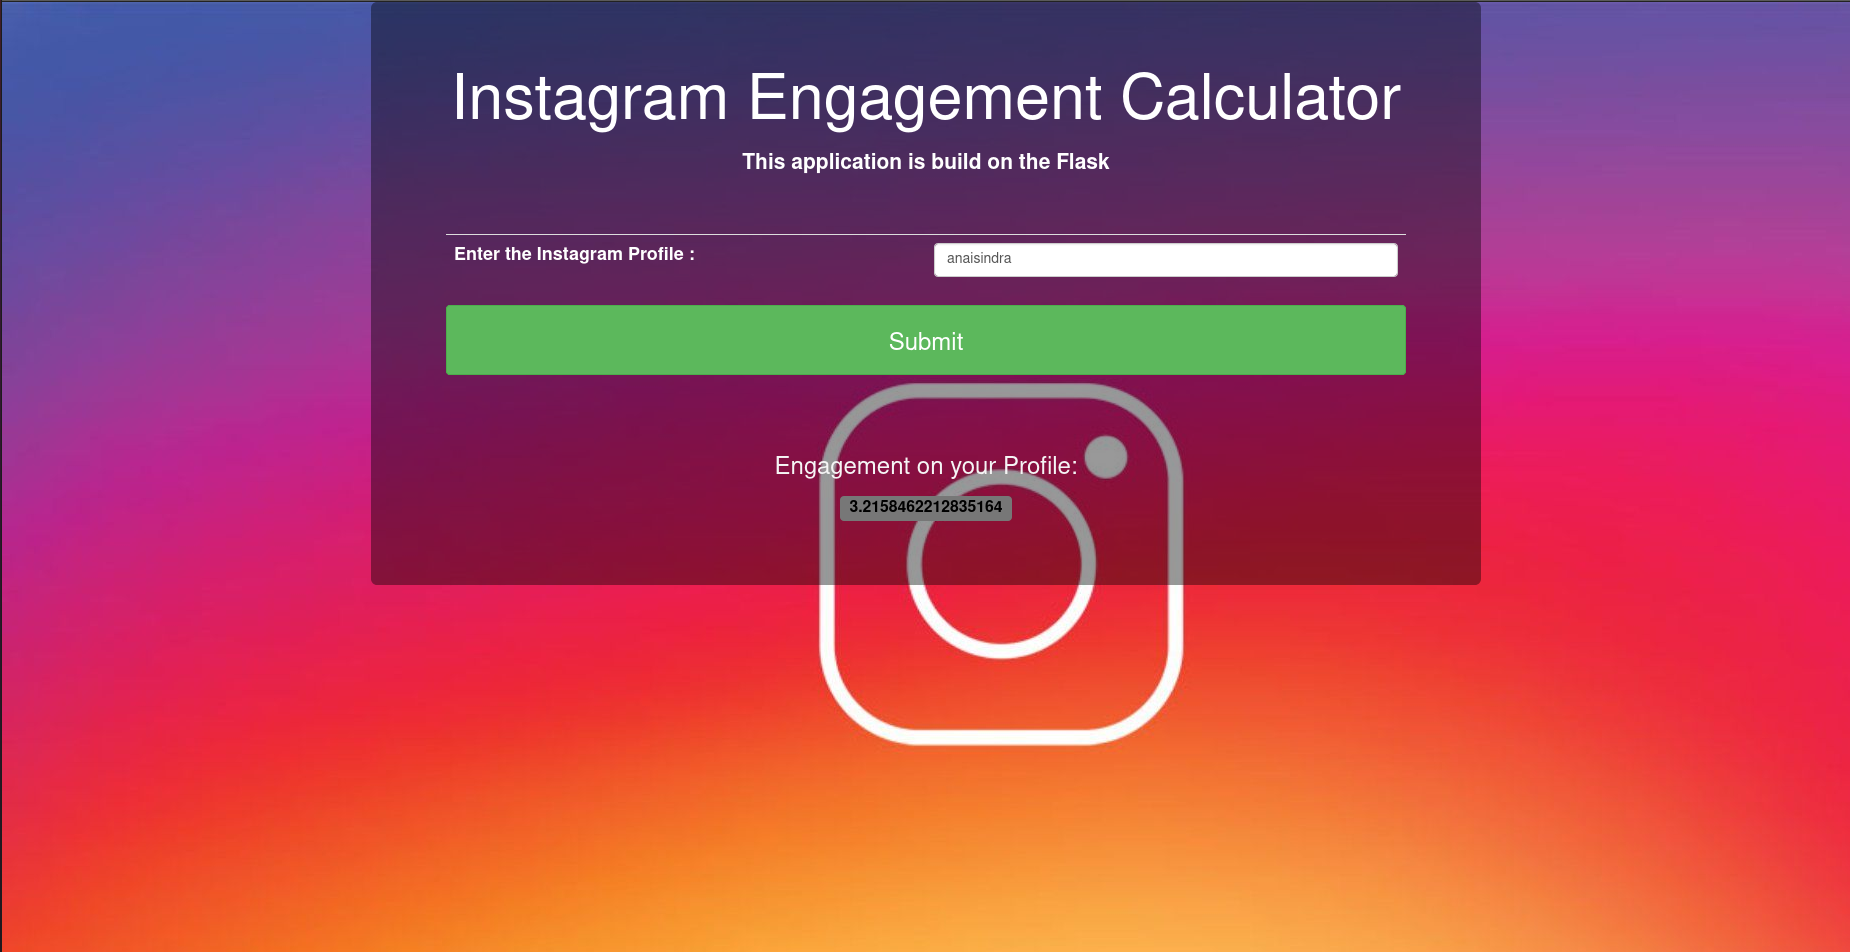 Instagram Engagement Calculator
This application is build on the Flask
Enter the Instagram Profile :
anaisindra
Submit
Engagement on your Profile:
3.2158462212835164